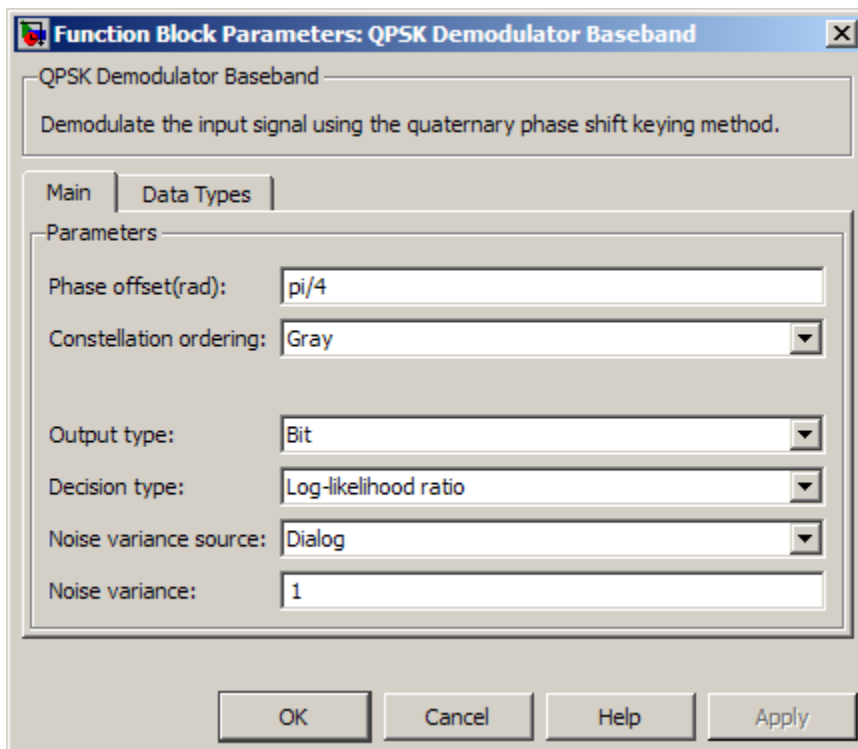 Function Block Parameters: QPSK Demodulator Baseband
QPSK Demodulator Baseband
Demodulate the input signal using the quaternary phase shift keying method.
Main Data Types
Parameters
Phase offset(rad): pi/4
Constellation ordering: Gray
Output type: Bit
Decision type: Log-likelihood ratio
Noise variance source: Dialog
Noise variance: 1
OK Cancel Help Apply